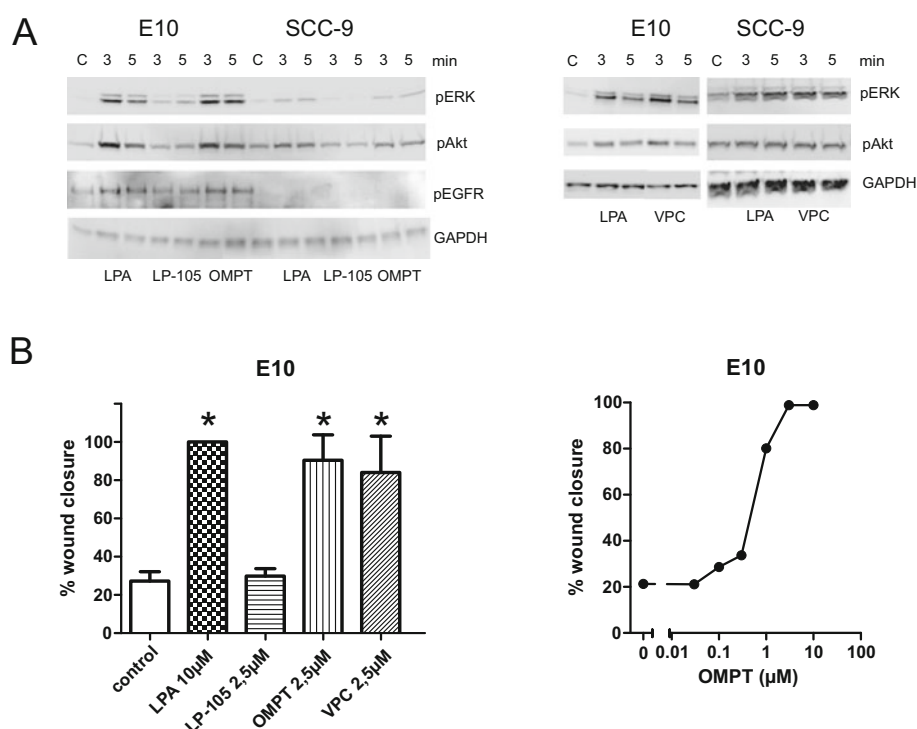 A
E10 SCC-9
C 3 5 3 5 3 5 C 3 5 3 5 3 5 min
pERK
pAkt
pEGFR
GAPDH
LPA LP-105 OMPT LPA LP-105 OMPT
E10 SCC-9
C 3 5 3 5 C 3 5 3 5 min
pERK
pAkt
GAPDH
LPA VPC LPA VPC
B
E10
% wound closure
100
80
60
40
20
0
* * *
control
LPA 10µM
LP-105 2,5µM
OMPT 2,5µM
VPC 2,5µM
E10
% wound closure
100
80
60
40
20
0
0 0.01 0.1 1 10 100
OMPT (µM)